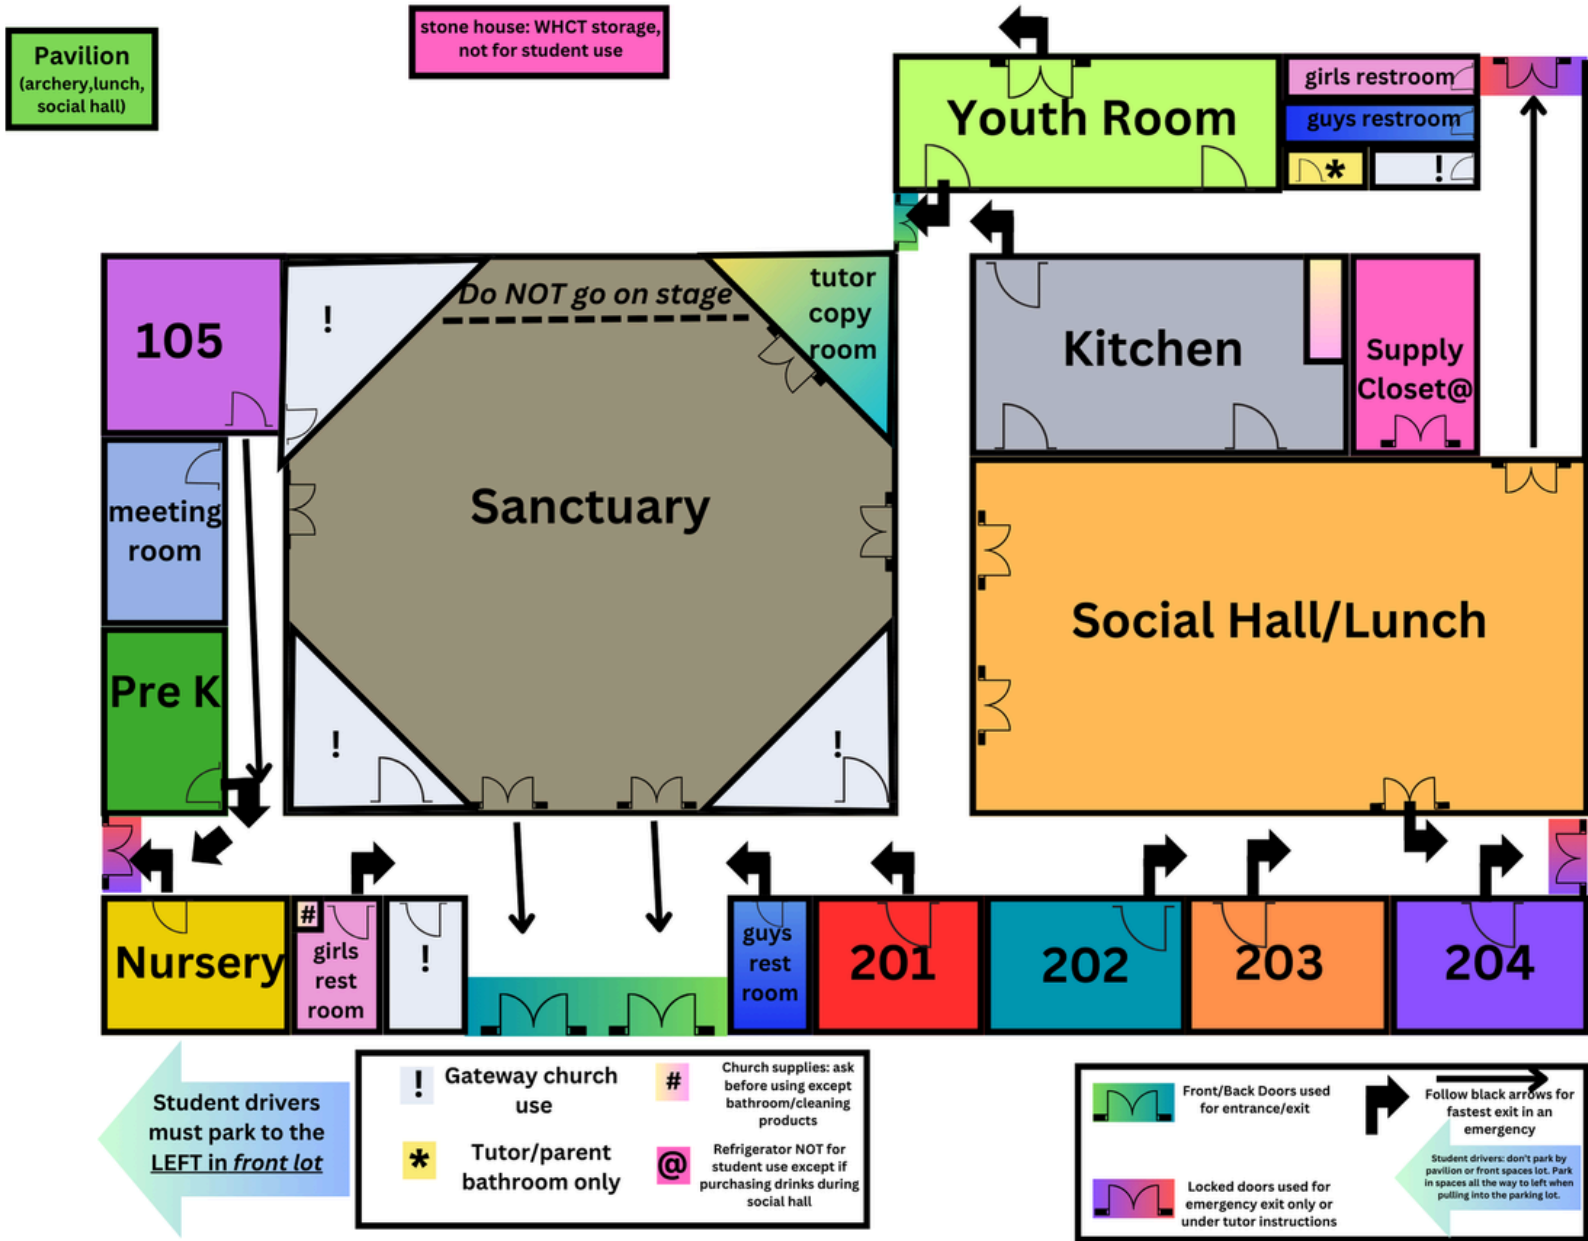 Pavilion
(archery,lunch,
social hall)
stone house: WHCT storage,
not for student use
Youth Room
girls restroom
guys restroom
*
!
105
!
Do NOT go on stage
tutor
copy
room
Kitchen
Supply
Closet@
meeting
room
Sanctuary
Social Hall/Lunch
Pre K
!
!
Nursery
#
girls
rest
room
!
guys
rest
room
201
202
203
204
Student drivers
must park to the
LEFT in front lot
!
Gateway church
use
*
Tutor/parent
bathroom only
#
Church supplies: ask
before using except
bathroom/cleaning
products
@
Refrigerator NOT for
student use except if
purchasing drinks during
social hall
Front/Back Doors used
for entrance/exit
Locked doors used for
emergency exit only or
under tutor instructions
Follow black arrows for
fastest exit in an
emergency
Student drivers: don't park by
pavilion or front spaces lot. Park
in spaces all the way to left when
pulling into the parking lot.